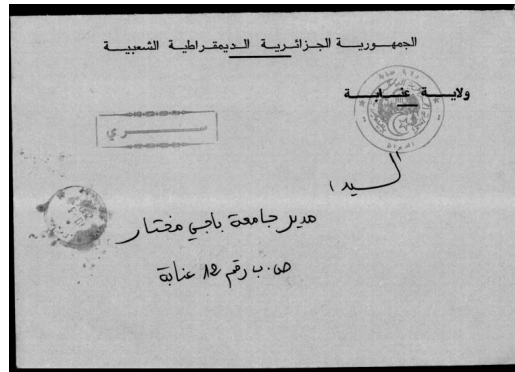 الجمهورية الجزائرية الديمقراطية الشعبية
ولاية عنابة
سري
السيد /
مدير جامعة باجي مختار
ص.ب رقم 12 عنابة